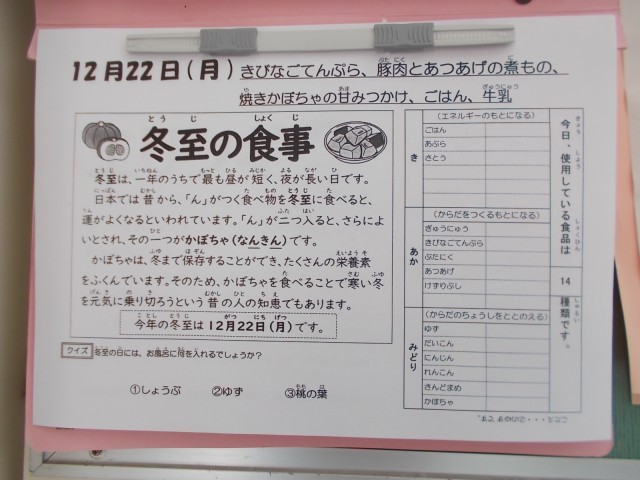 12月22日(月) きびなごてんぷら、豚肉とあつあげの煮もの、
焼きかぼちゃの甘みつかけ、ごはん、牛乳
冬至の食事
冬至は、一年のうちで最も昼が短く、夜が長い日です。
日本では昔から、「ん」がつく食べ物を冬至に食べると、
運がよくなるといわれています。「ん」が二つ入ると、さらによ
いとされ、その一つがかぼちゃ(なんきん)です。
かぼちゃは、冬まで保存することができ、たくさんの栄養素
をふくんでいます。そのため、かぼちゃを食べることで寒い冬
を元気に乗り切ろうという昔の人の知恵でもあります。
今年の冬至は12月22日(月)です。
クイズ 冬至の日には、お風呂に何を入れるでしょうか?
①しょうぶ ②ゆず ③桃の葉
今日、使用している食品は
14
種類です。
き
(エネルギーのもとになる)
ごはん
あぶら
さとう
あか
(からだをつくるもとになる)
ぎゅうにゅう
きびなごてんぷら
ぶたにく
あつあげ
けずりぶし
みどり
(からだのちょうしをととのえる)
ゆず
だいこん
にんじん
れんこん
さんどまめ
かぼちゃ
こたえ・・・・②のゆずです。